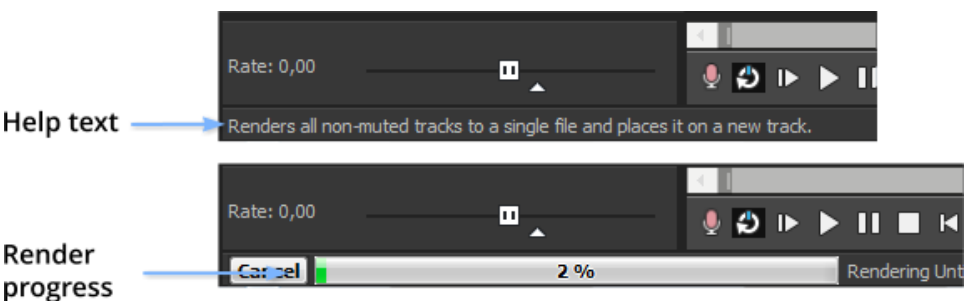 Rate: 0,00
Help text
Renders all non-muted tracks to a single file and places it on a new track.
Rate: 0,00
Render
progress
Cancel
2 %
Rendering Unt